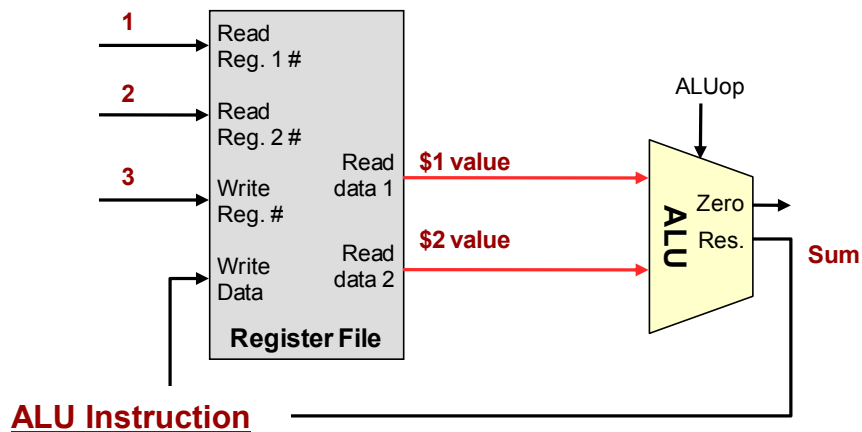 1
Read
Reg. 1 #
2
Read
Reg. 2 #
3
Write
Reg. #
Write
Data
Read
data 1
Read
data 2
Register File
$1 value
$2 value
ALUop
ALU
Zero
Res.
Sum
ALU Instruction